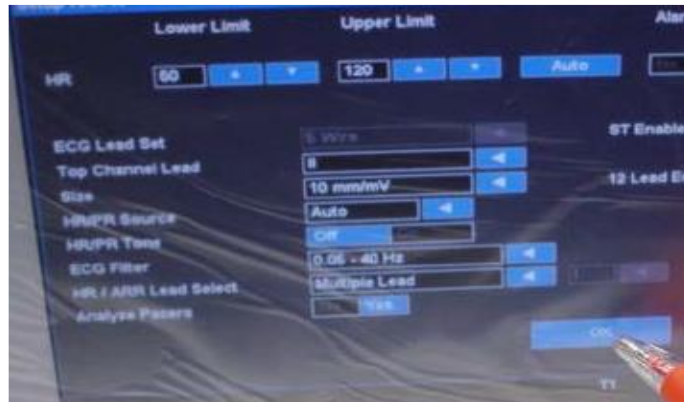 Lower Limit Upper Limit
HR 60 120 Auto
ECG Lead Set 5 Wire ST Enable
Top Channel Lead II
Size 10 mm/mV 12 Lead
HR/PR Source Auto
HR/PR Tone Off
ECG Filter 0.05 - 40 Hz
HR / ARR Lead Select Multiple Lead
Analyze Pacers Yes